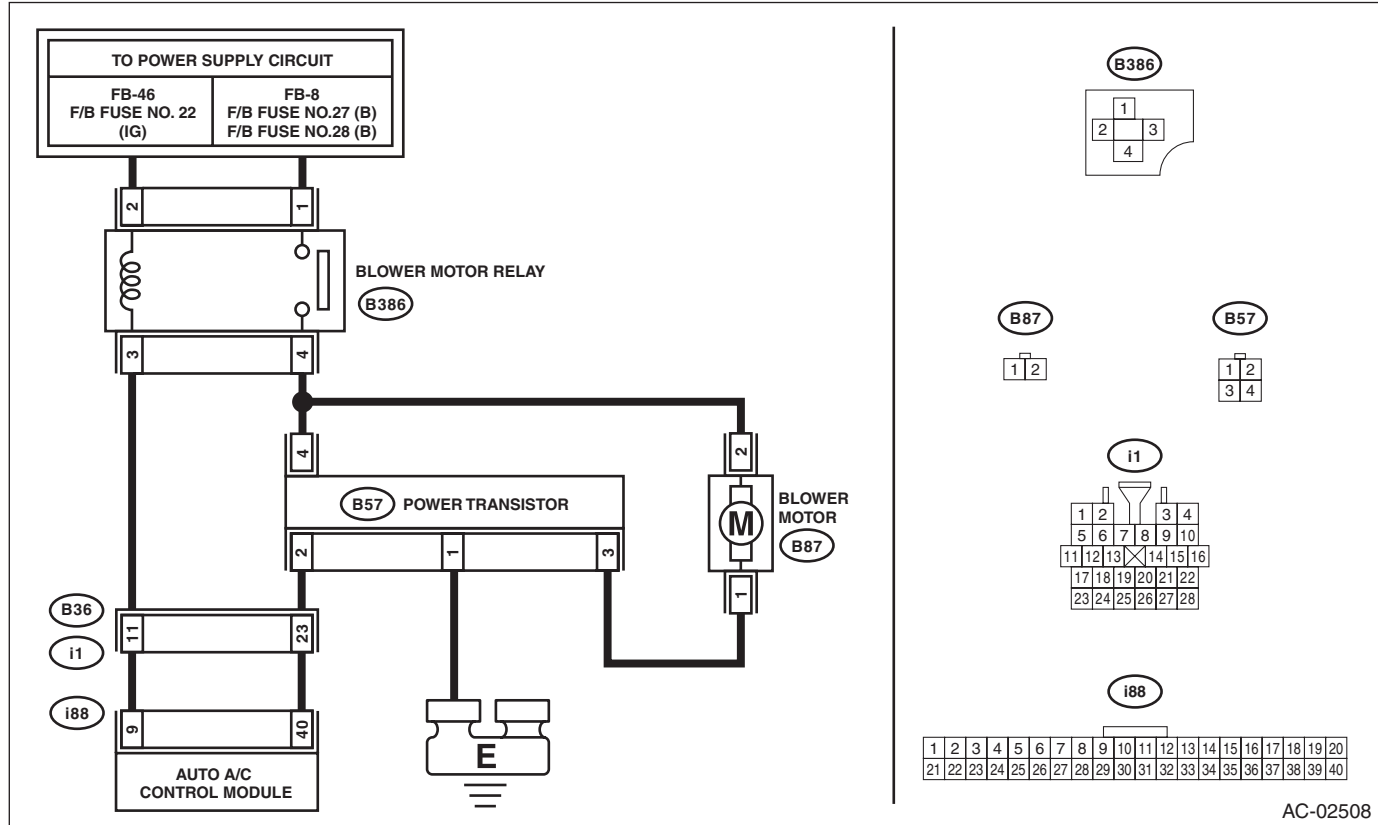 TO POWER SUPPLY CIRCUIT
FB-46
F/B FUSE NO. 22
(IG)
FB-8
F/B FUSE NO.27 (B)
F/B FUSE NO.28 (B)
2
1
BLOWER MOTOR RELAY
B386
3
4
4
B57 POWER TRANSISTOR
2
1
3
2
M
BLOWER
MOTOR
B87
1
B36
i1
11
23
i88
9
40
AUTO A/C
CONTROL MODULE
E
B386
1
2 3
4
B87
1 2
B57
1 2
3 4
i1
1 2 3 4
5 6 7 8 9 10
11 12 13 14 15 16
17 18 19 20 21 22
23 24 25 26 27 28
i88
1 2 3 4 5 6 7 8 9 10 11 12 13 14 15 16 17 18 19 20
21 22 23 24 25 26 27 28 29 30 31 32 33 34 35 36 37 38 39 40
AC-02508